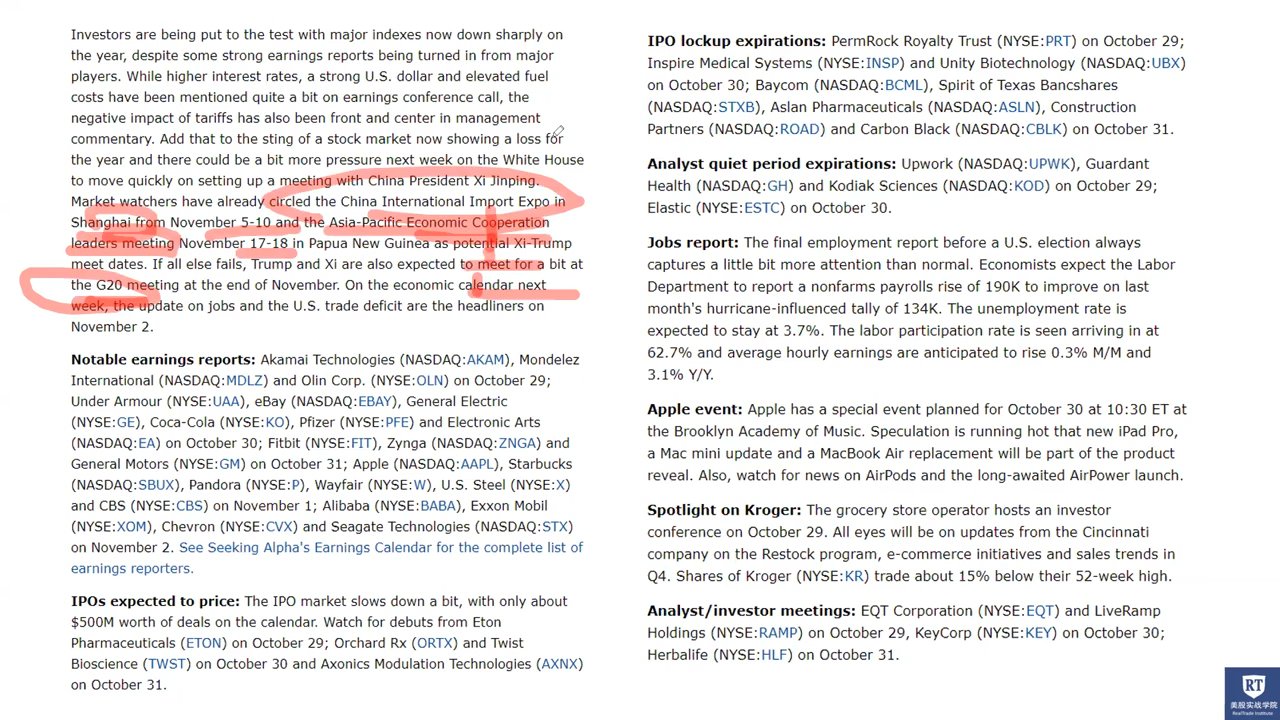 Investors are being put to the test with major indexes now down sharply on
the year, despite some strong earnings reports being turned in from major
players. While higher interest rates, a strong U.S. dollar and elevated fuel
costs have been mentioned quite a bit on earnings conference call, the
negative impact of tariffs has also been front and center in management
commentary. Add that to the sting of a stock market now showing a loss for
the year and there could be a bit more pressure next week on the White House
to move quickly on setting up a meeting with China President Xi Jinping.
Market watchers have already circled the China International Import Expo in
Shanghai from November 5-10 and the Asia-Pacific Economic Cooperation
leaders meeting November 17-18 in Papua New Guinea as potential Xi-Trump
meet dates. If all else fails, Trump and Xi are also expected to meet for a bit at
the G20 meeting at the end of November. On the economic calendar next
week, the update on jobs and the U.S. trade deficit are the headliners on
November 2.
Notable earnings reports: Akamai Technologies (NASDAQ:AKAM), Mondelez
International (NASDAQ:MDLZ) and Olin Corp. (NYSE:OLN) on October 29;
Under Armour (NYSE:UAA), eBay (NASDAQ:EBAY), General Electric
(NYSE:GE), Coca-Cola (NYSE:KO), Pfizer (NYSE:PFE) and Electronic Arts
(NASDAQ:EA) on October 30; Fitbit (NYSE:FIT), Zynga (NASDAQ:ZNGA) and
General Motors (NYSE:GM) on October 31; Apple (NASDAQ:AAPL), Starbucks
(NASDAQ:SBUX), Pandora (NYSE:P), Wayfair (NYSE:W), U.S. Steel (NYSE:X)
and CBS (NYSE:CBS) on November 1; Alibaba (NYSE:BABA), Exxon Mobil
(NYSE:XOM), Chevron (NYSE:CVX) and Seagate Technologies (NASDAQ:STX)
on November 2. See Seeking Alpha's Earnings Calendar for the complete list of
earnings reporters.
IPOs expected to price: The IPO market slows down a bit, with only about
$500M worth of deals on the calendar. Watch for debuts from Eton
Pharmaceuticals (ETON) on October 29; Orchard Rx (ORTX) and Twist
Bioscience (TWST) on October 30 and Axonics Modulation Technologies (AXNX)
on October 31.
IPO lockup expirations: PermRock Royalty Trust (NYSE:PRT) on October 29;
Inspire Medical Systems (NYSE:INSP) and Unity Biotechnology (NASDAQ:UBX)
on October 30; Baycom (NASDAQ:BCML), Spirit of Texas Bancshares
(NASDAQ:STXB), Aslan Pharmaceuticals (NASDAQ:ASLN), Construction
Partners (NASDAQ:ROAD) and Carbon Black (NASDAQ:CBLK) on October 31.
Analyst quiet period expirations: Upwork (NASDAQ:UPWK), Guardant
Health (NASDAQ:GH) and Kodiak Sciences (NASDAQ:KOD) on October 29;
Elastic (NYSE:ESTC) on October 30.
Jobs report: The final employment report before a U.S. election always
captures a little bit more attention than normal. Economists expect the Labor
Department to report a nonfarms payrolls rise of 190K to improve on last
month's hurricane-influenced tally of 134K. The unemployment rate is
expected to stay at 3.7%. The labor participation rate is seen arriving in at
62.7% and average hourly earnings are anticipated to rise 0.3% M/M and
3.1% Y/Y.
Apple event: Apple has a special event planned for October 30 at 10:30 ET at
the Brooklyn Academy of Music. Speculation is running hot that new iPad Pro,
a Mac mini update and a MacBook Air replacement will be part of the product
reveal. Also, watch for news on AirPods and the long-awaited AirPower launch.
Spotlight on Kroger: The grocery store operator hosts an investor
conference on October 29. All eyes will be on updates from the Cincinnati
company on the Restock program, e-commerce initiatives and sales trends in
Q4. Shares of Kroger (NYSE:KR) trade about 15% below their 52-week high.
Analyst/investor meetings: EQT Corporation (NYSE:EQT) and LiveRamp
Holdings (NYSE:RAMP) on October 29, KeyCorp (NYSE:KEY) on October 30;
Herbalife (NYSE:HLF) on October 31.
RT
美股实战学院
RealTrade Institute